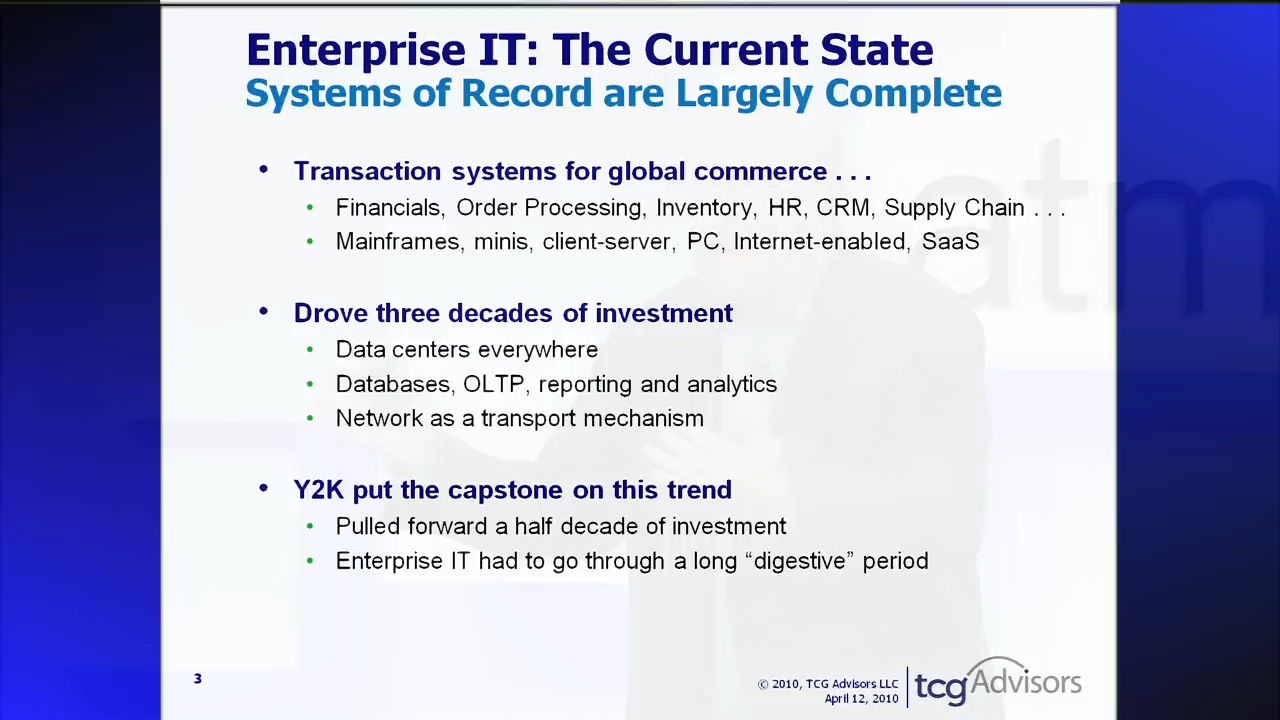 Enterprise IT: The Current State
Systems of Record are Largely Complete
• Transaction systems for global commerce . . .
• Financials, Order Processing, Inventory, HR, CRM, Supply Chain . . .
• Mainframes, minis, client-server, PC, Internet-enabled, SaaS
• Drove three decades of investment
• Data centers everywhere
• Databases, OLTP, reporting and analytics
• Network as a transport mechanism
• Y2K put the capstone on this trend
• Pulled forward a half decade of investment
• Enterprise IT had to go through a long “digestive” period
3
© 2010, TCG Advisors LLC
April 12, 2010
tcg Advisors
atm